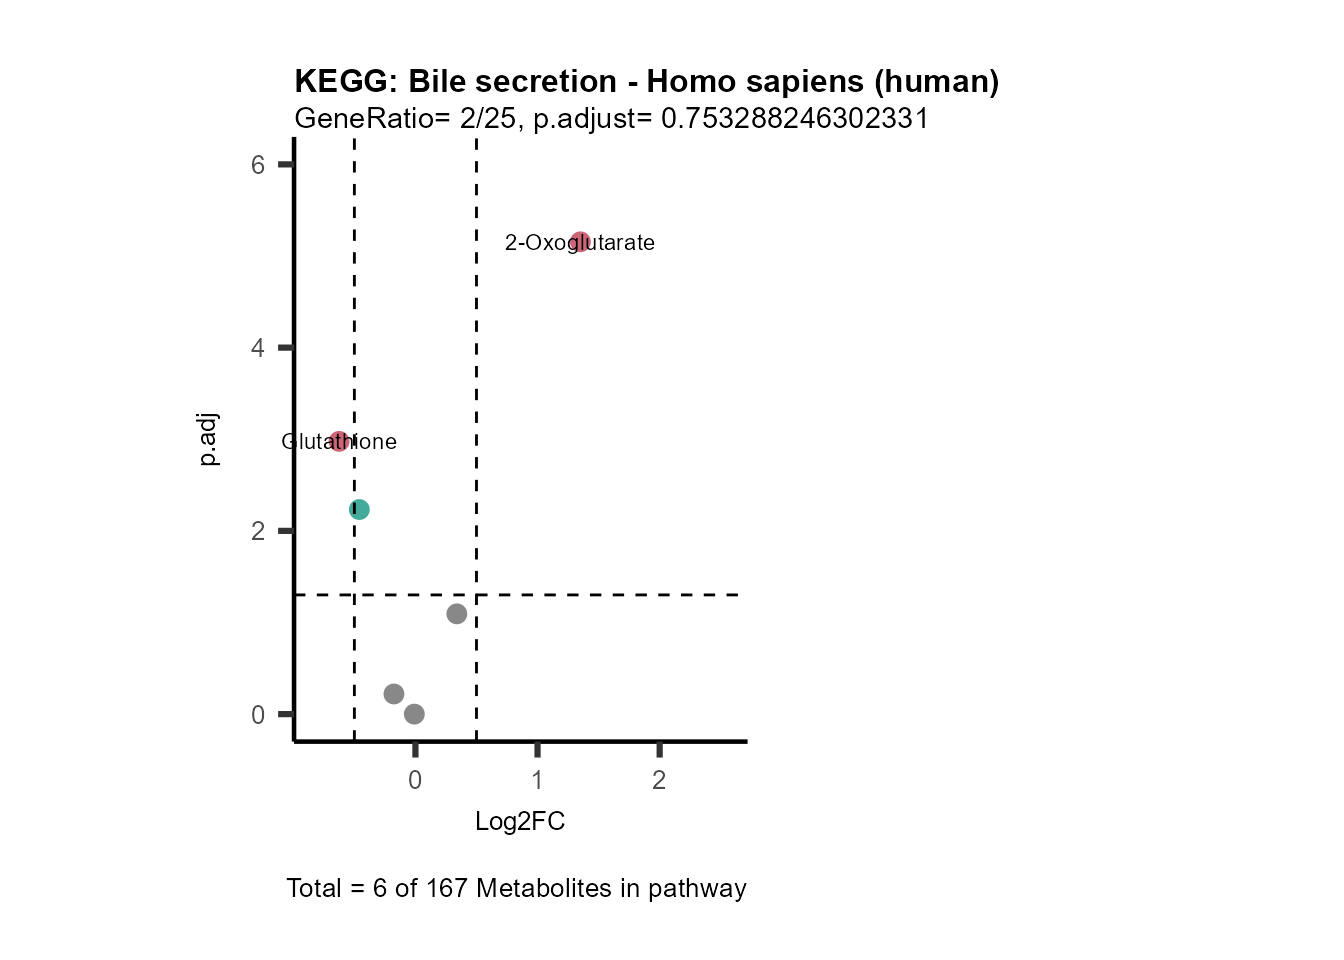 KEGG: Bile secretion - Homo sapiens (human)
GeneRatio= 2/25, p.adjust= 0.753288246302331
6
2-Oxoglutarate
4
p.adj
Glutathione
2
0
0 1 2
Log2FC
Total = 6 of 167 Metabolites in pathway